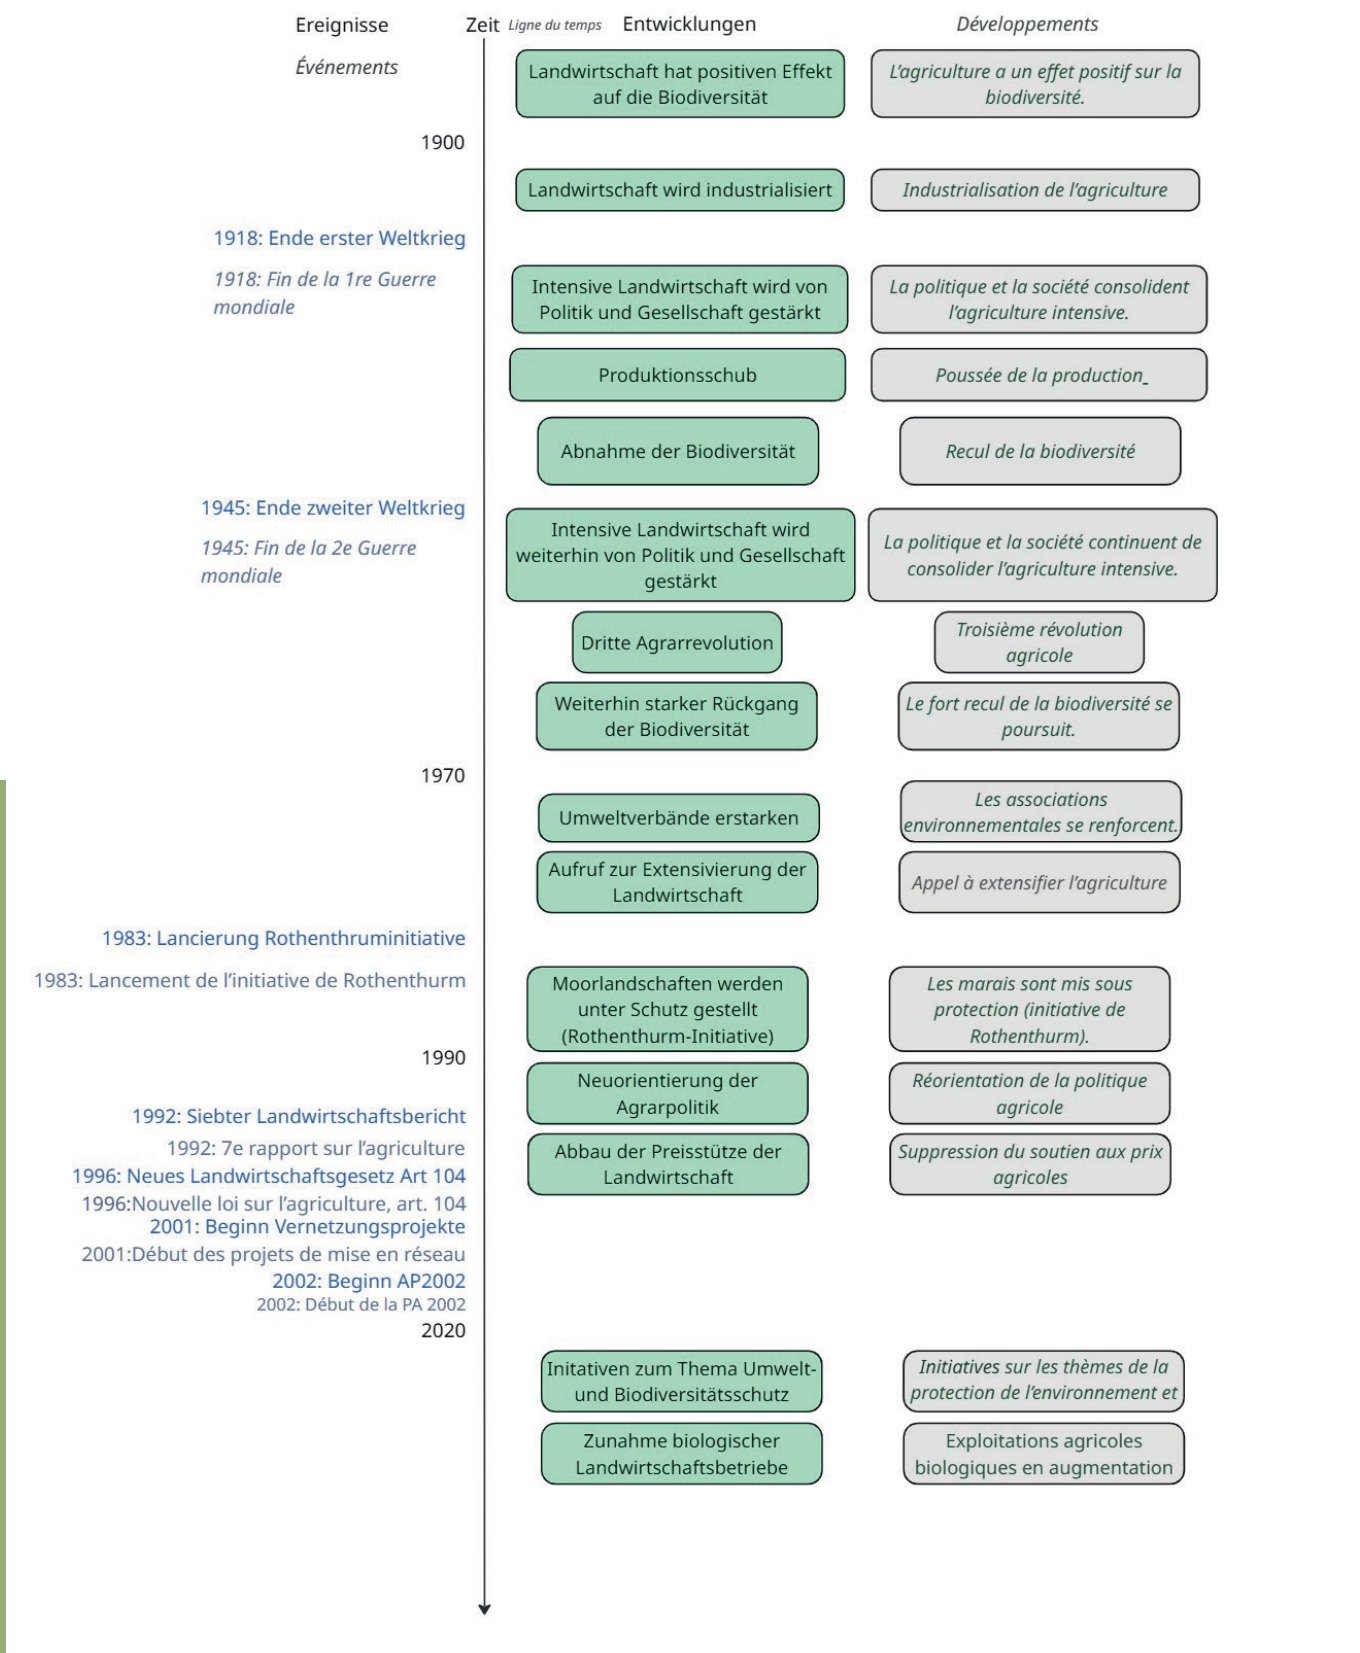 Ereignisse
Zeit
Ligne du temps
Entwicklungen
Développements
Événements
Landwirtschaft hat positiven Effekt
auf die Biodiversität
L'agriculture a un effet positif sur la
biodiversité.
1900
Landwirtschaft wird industrialisiert
Industrialisation de l'agriculture
1918: Ende erster Weltkrieg
1918: Fin de la 1re Guerre
mondiale
Intensive Landwirtschaft wird von
Politik und Gesellschaft gestärkt
La politique et la société consolident
l'agriculture intensive.
Produktionsschub
Poussée de la production_
Abnahme der Biodiversität
Recul de la biodiversité
1945: Ende zweiter Weltkrieg
1945: Fin de la 2e Guerre
mondiale
Intensive Landwirtschaft wird
weiterhin von Politik und Gesellschaft
gestärkt
La politique et la société continuent de
consolider l'agriculture intensive.
Dritte Agrarrevolution
Troisième révolution
agricole
Weiterhin starker Rückgang
der Biodiversität
Le fort recul de la biodiversité se
poursuit.
1970
Umweltverbände erstarken
Les associations
environnementales se renforcent.
Aufruf zur Extensivierung der
Landwirtschaft
Appel à extensifier l'agriculture
1983: Lancierung Rothenthruminitiative
1983: Lancement de l'initiative de Rothenthurm
Moorlandschaften werden
unter Schutz gestellt
(Rothenthurm-Initiative)
Les marais sont mis sous
protection (initiative de
Rothenthurm).
1990
Neuorientierung der
Agrarpolitik
Réorientation de la politique
agricole
1992: Siebter Landwirtschaftsbericht
1992: 7e rapport sur l'agriculture
Abbau der Preisstütze der
Landwirtschaft
Suppression du soutien aux prix
agricoles
1996: Neues Landwirtschaftsgesetz Art 104
1996:Nouvelle loi sur l'agriculture, art. 104
2001: Beginn Vernetzungsprojekte
2001:Début des projets de mise en réseau
2002: Beginn AP2002
2002: Début de la PA 2002
2020
Initativen zum Thema Umwelt-
und Biodiversitätsschutz
Initiatives sur les thèmes de la
protection de l'environnement et
Zunahme biologischer
Landwirtschaftsbetriebe
Exploitations agricoles
biologiques en augmentation